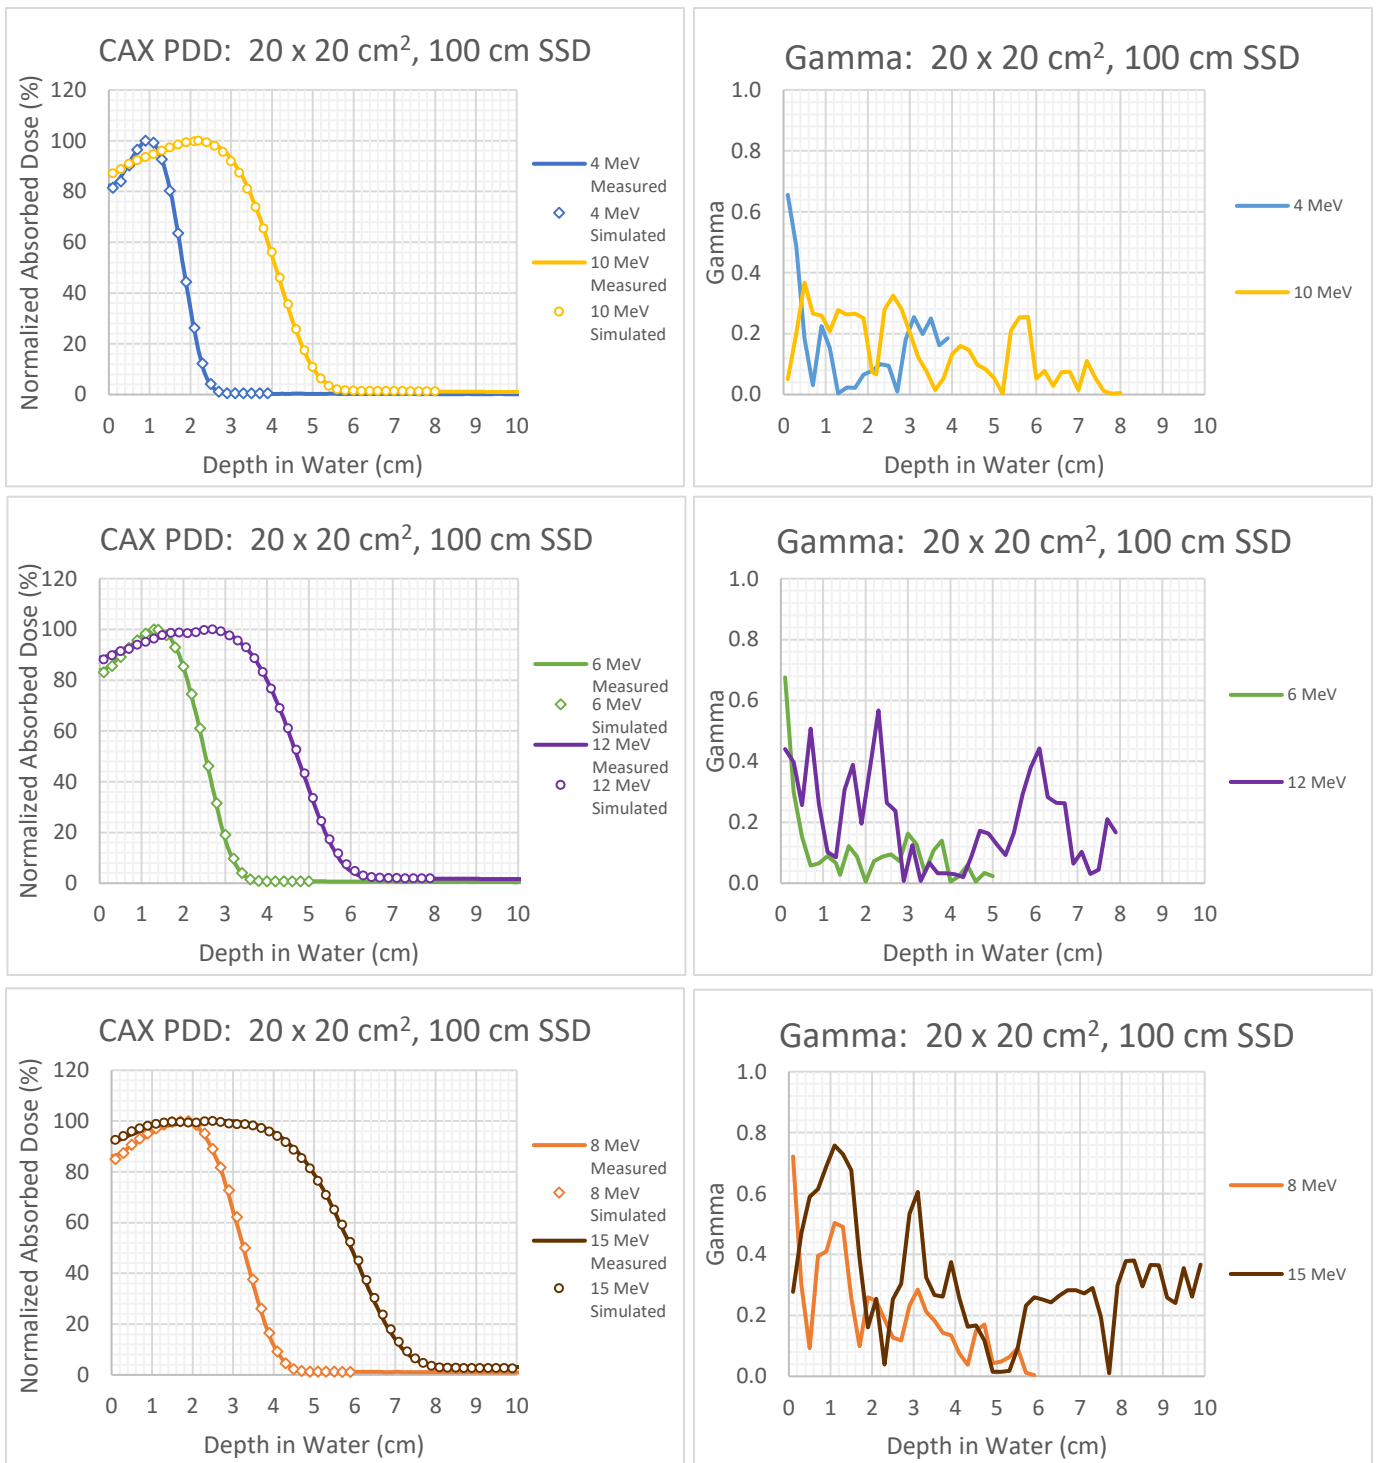 CAX PDD:  20 x 20 cm², 100 cm SSD
Normalized Absorbed Dose (%)
120
100
80
60
40
20
0
0 1 2 3 4 5 6 7 8 9 10
Depth in Water (cm)
4 MeV
Measured
4 MeV
Simulated
10 MeV
Measured
10 MeV
Simulated
Gamma:  20 x 20 cm², 100 cm SSD
Gamma
1.0
0.8
0.6
0.4
0.2
0.0
0 1 2 3 4 5 6 7 8 9 10
Depth in Water (cm)
4 MeV
10 MeV
CAX PDD:  20 x 20 cm², 100 cm SSD
Normalized Absorbed Dose (%)
120
100
80
60
40
20
0
0 1 2 3 4 5 6 7 8 9 10
Depth in Water (cm)
6 MeV
Measured
6 MeV
Simulated
12 MeV
Measured
12 MeV
Simulated
Gamma:  20 x 20 cm², 100 cm SSD
Gamma
1.0
0.8
0.6
0.4
0.2
0.0
0 1 2 3 4 5 6 7 8 9 10
Depth in Water (cm)
6 MeV
12 MeV
CAX PDD:  20 x 20 cm², 100 cm SSD
Normalized Absorbed Dose (%)
120
100
80
60
40
20
0
0 1 2 3 4 5 6 7 8 9 10
Depth in Water (cm)
8 MeV
Measured
8 MeV
Simulated
15 MeV
Measured
15 MeV
Simulated
Gamma:  20 x 20 cm², 100 cm SSD
Gamma
1.0
0.8
0.6
0.4
0.2
0.0
0 1 2 3 4 5 6 7 8 9 10
Depth in Water (cm)
8 MeV
15 MeV